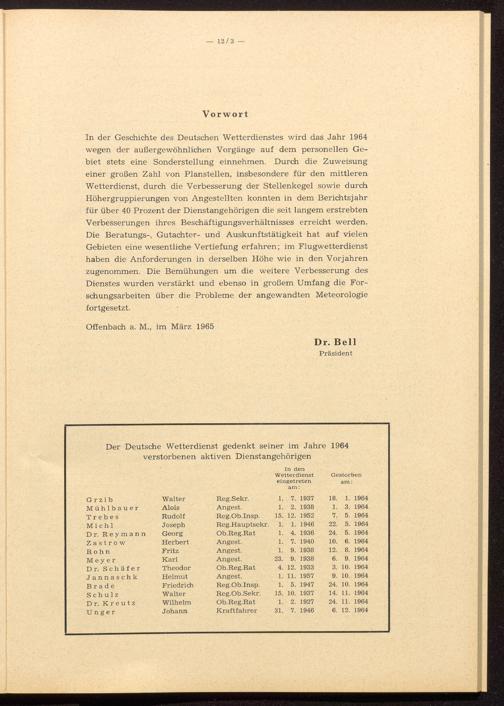 — 12/3 —
Vorwort
In der Geschichte des Deutschen Wetterdienstes wird das Jahr 1964
wegen der außergewöhnlichen Vorgänge auf dem personellen Ge-
biet stets eine Sonderstellung einnehmen. Durch die Zuweisung
einer großen Zahl von Planstellen, insbesondere für den mittleren
Wetterdienst, durch die Verbesserung der Stellenkegel sowie durch
Höhergruppierungen von Angestellten konnten in dem Berichtsjahr
für über 40 Prozent der Dienstangehörigen die seit langem erstrebten
Verbesserungen ihres Beschäftigungsverhältnisses erreicht werden.
Die Beratungs-, Gutachter- und Auskunftstätigkeit hat auf vielen
Gebieten eine wesentliche Vertiefung erfahren; im Flugwetterdienst
haben die Anforderungen in derselben Höhe wie in den Vorjahren
zugenommen. Die Bemühungen um die weitere Verbesserung des
Dienstes wurden verstärkt und ebenso in großem Umfang die For-
schungsarbeiten über die Probleme der angewandten Meteorologie
fortgesetzt.
Offenbach a. M., im März 1965
Dr. Bell
Präsident
Der Deutsche Wetterdienst gedenkt seiner im Jahre 1964
verstorbenen aktiven Dienstangehörigen
In den
Wetterdienst
eingetreten
am:
Gestorben
am:
Grzib Walter Reg.Sekr. 1. 7. 1937 18. 1. 1964
Mühlbauer Alois Angest. 1. 2. 1938 1. 3. 1964
Trebes Rudolf Reg.Ob.Insp. 15. 12. 1952 7. 5. 1964
Michl Joseph Reg.Hauptsekr. 1. 1. 1946 22. 5. 1964
Dr. Reymann Georg Ob.Reg.Rat 1. 4. 1936 24. 5. 1964
Zastrow Herbert Angest. 1. 7. 1940 10. 6. 1964
Rohn Fritz Angest. 1. 9. 1938 12. 8. 1964
Meyer Karl Angest. 23. 9. 1938 6. 9. 1964
Dr. Schäfer Theodor Ob.Reg.Rat 4. 12. 1933 3. 10. 1964
Jannaschk Helmut Angest. 1. 11. 1957 9. 10. 1964
Brade Friedrich Reg.Ob.Insp. 1. 5. 1947 24. 10. 1964
Schulz Walter Reg.Ob.Sekr. 15. 10. 1937 14. 11. 1964
Dr. Kreutz Wilhelm Ob.Reg.Rat 1. 2. 1927 24. 11. 1964
Unger Johann Kraftfahrer 31. 7. 1946 6. 12. 1964